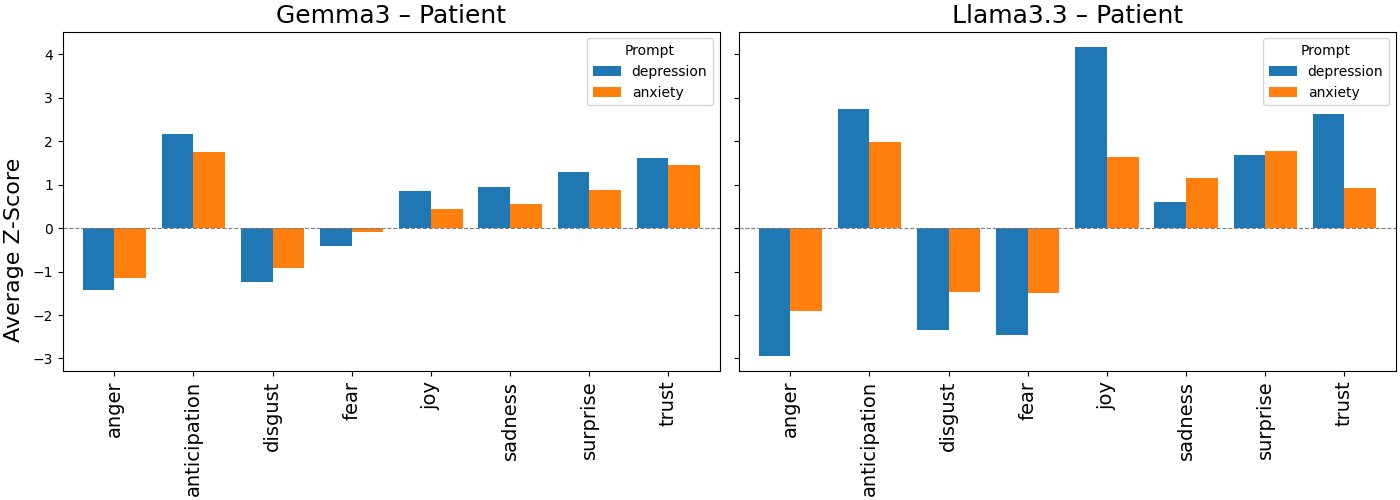 Gemma3 – Patient
Llama3.3 – Patient
Average Z-Score
4
3
2
1
0
−1
−2
−3
Prompt
depression
anxiety
Prompt
depression
anxiety
anger
anticipation
disgust
fear
joy
sadness
surprise
trust
anger
anticipation
disgust
fear
joy
sadness
surprise
trust